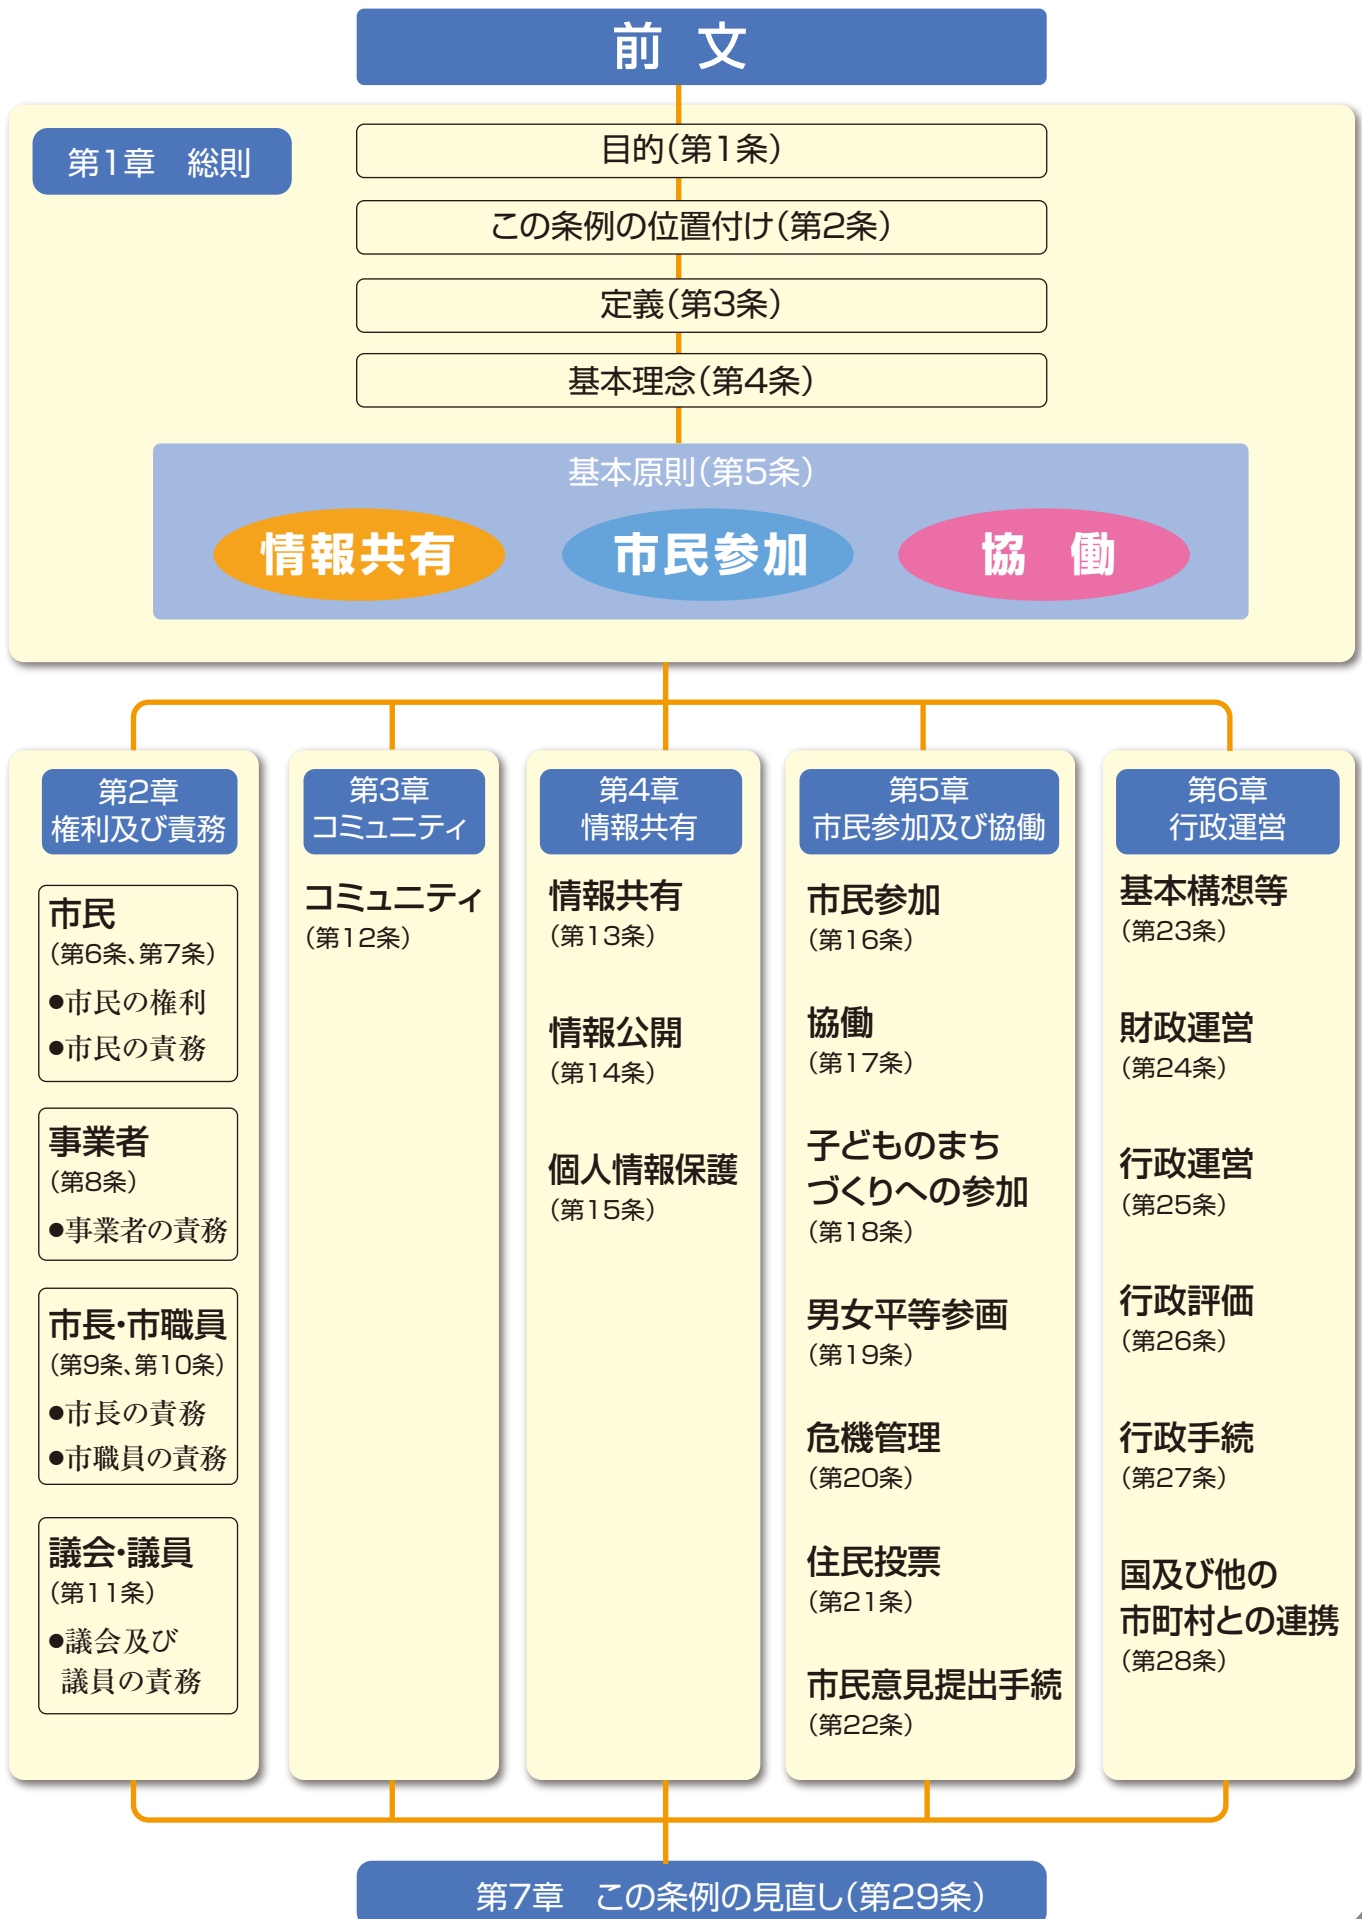 前 文
第1章　総則
目的(第1条)
この条例の位置付け(第2条)
定義(第3条)
基本理念(第4条)
基本原則(第5条)
情報共有
市民参加
協　働
第2章
権利及び責務
市民
(第6条、第7条)
●市民の権利
●市民の責務
事業者
(第8条)
●事業者の責務
市長・市職員
(第9条、第10条)
●市長の責務
●市職員の責務
議会・議員
(第11条)
●議会及び
議員の責務
第3章
コミュニティ
コミュニティ
(第12条)
第4章
情報共有
情報共有
(第13条)
情報公開
(第14条)
個人情報保護
(第15条)
第5章
市民参加及び協働
市民参加
(第16条)
協働
(第17条)
子どものまち
づくりへの参加
(第18条)
男女平等参画
(第19条)
危機管理
(第20条)
住民投票
(第21条)
市民意見提出手続
(第22条)
第6章
行政運営
基本構想等
(第23条)
財政運営
(第24条)
行政運営
(第25条)
行政評価
(第26条)
行政手続
(第27条)
国及び他の
市町村との連携
(第28条)
第7章　この条例の見直し(第29条)